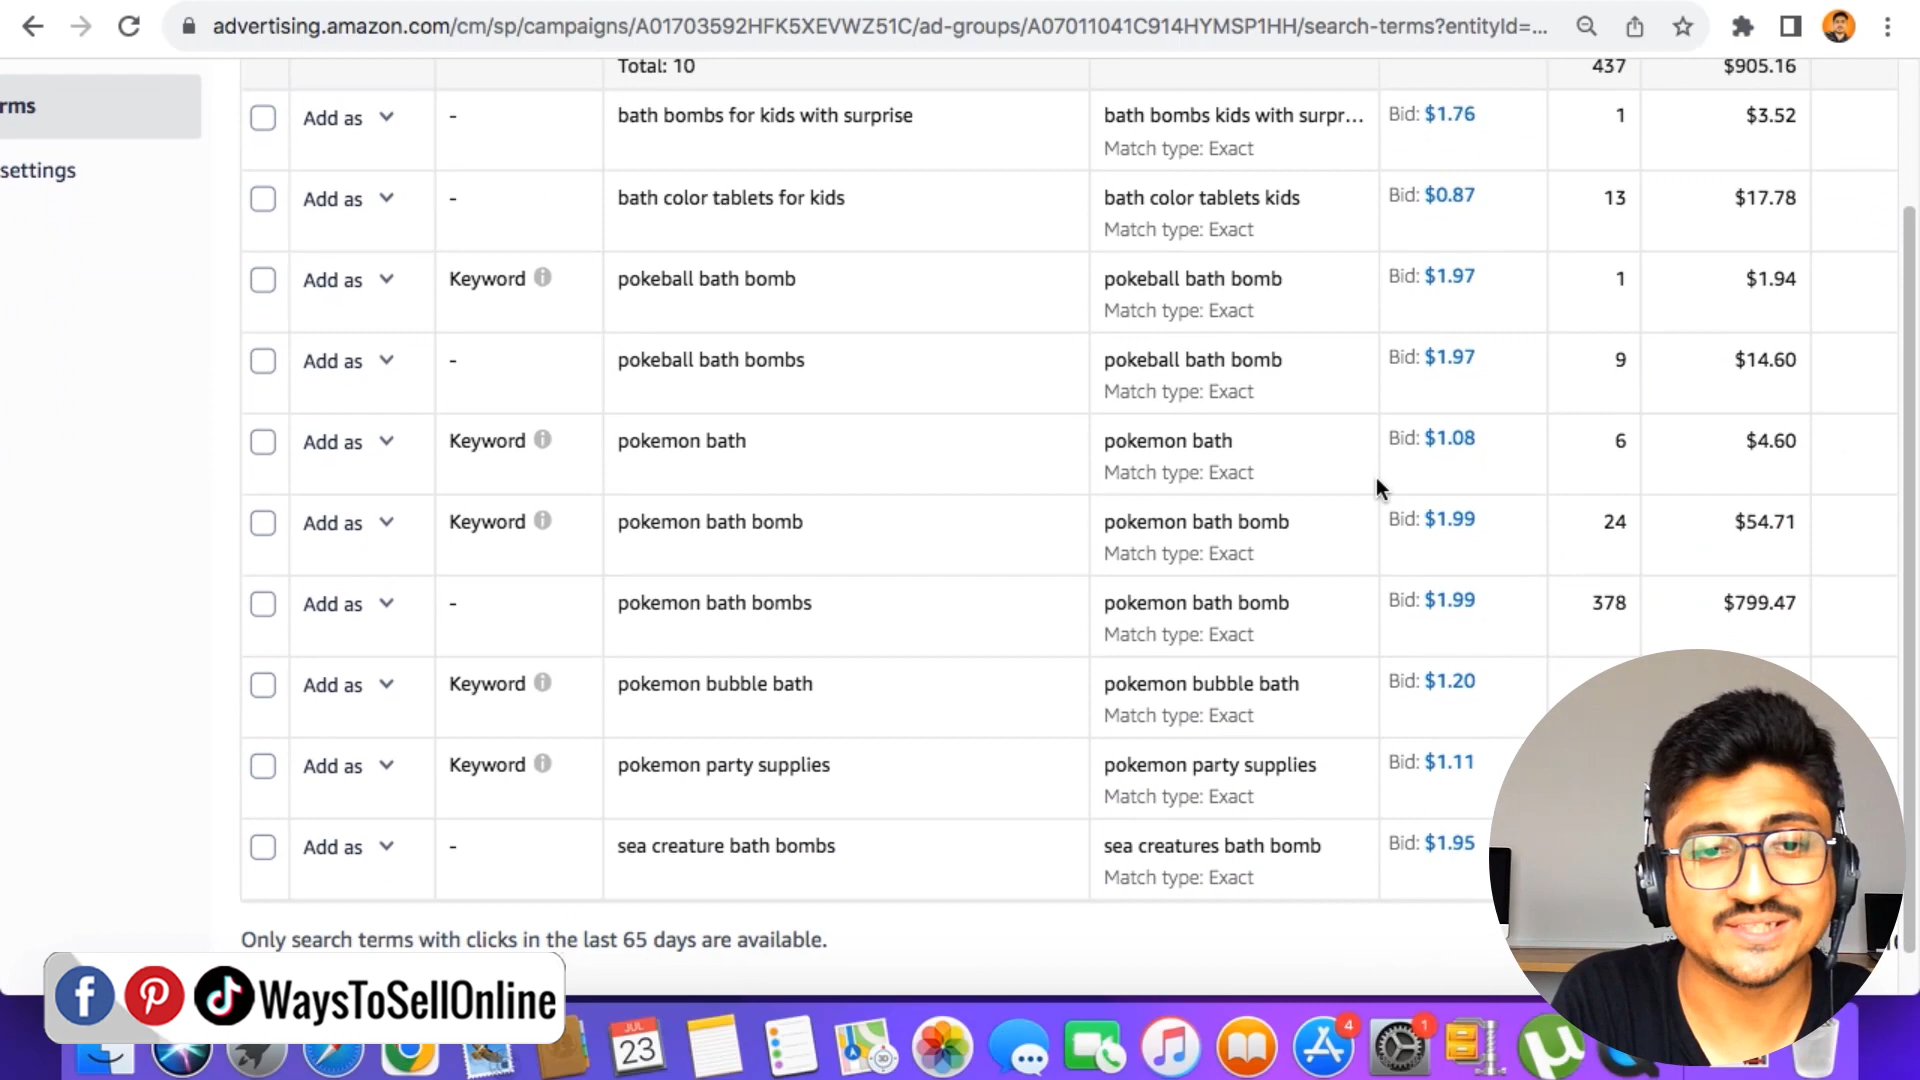 advertising.amazon.com/cm/sp/campaigns/A01703592HFK5XEVWZ51C/ad-groups/A07011041C914HYMSP1HH/search-terms?entityId=...
rms
settings
Total: 10 437 $905.16
Add as - bath bombs for kids with surprise bath bombs kids with surpr... Bid: $1.76 1 $3.52
Match type: Exact
Add as - bath color tablets for kids bath color tablets kids Bid: $0.87 13 $17.78
Match type: Exact
Add as Keyword pokeball bath bomb pokeball bath bomb Bid: $1.97 1 $1.94
Match type: Exact
Add as - pokeball bath bombs pokeball bath bomb Bid: $1.97 9 $14.60
Match type: Exact
Add as Keyword pokemon bath pokemon bath Bid: $1.08 6 $4.60
Match type: Exact
Add as Keyword pokemon bath bomb pokemon bath bomb Bid: $1.99 24 $54.71
Match type: Exact
Add as - pokemon bath bombs pokemon bath bomb Bid: $1.99 378 $799.47
Match type: Exact
Add as Keyword pokemon bubble bath pokemon bubble bath Bid: $1.20
Match type: Exact
Add as Keyword pokemon party supplies pokemon party supplies Bid: $1.11
Match type: Exact
Add as - sea creature bath bombs sea creatures bath bomb Bid: $1.95
Match type: Exact
Only search terms with clicks in the last 65 days are available.
WaysToSellOnline
JUL
23
3D
4
1